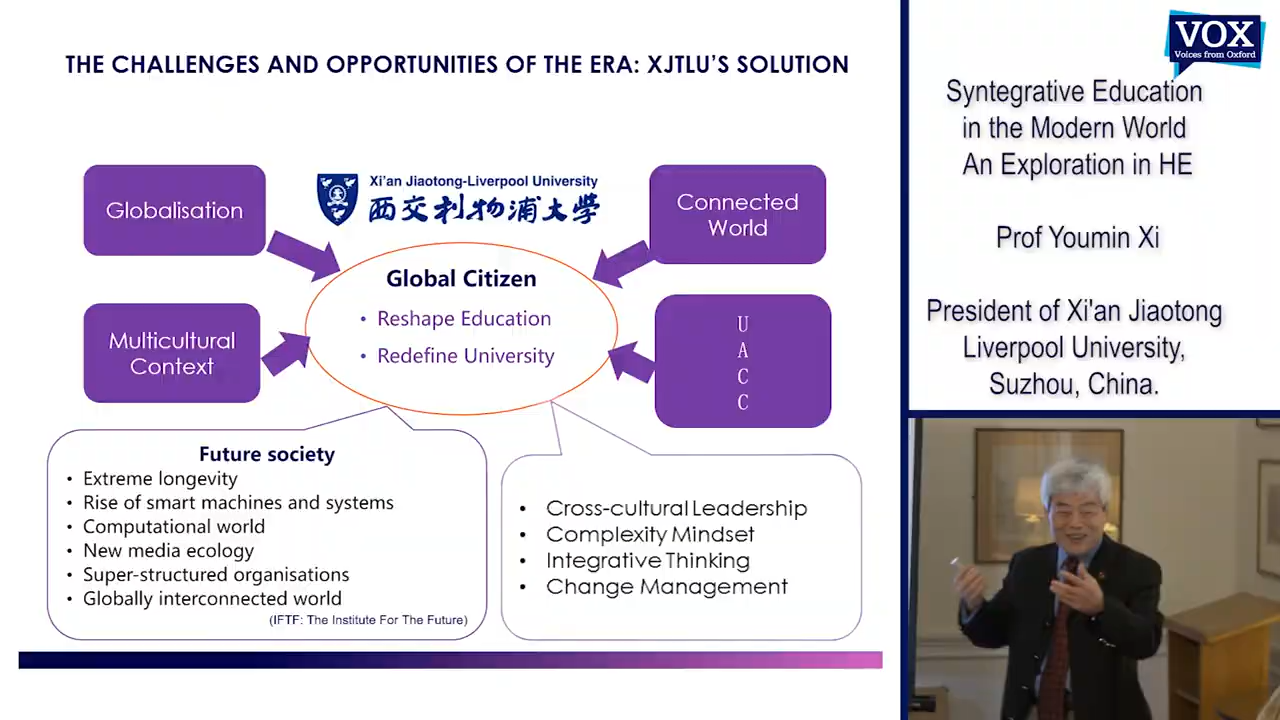 THE CHALLENGES AND OPPORTUNITIES OF THE ERA: XJTLU'S SOLUTION
Globalisation
Xi'an Jiaotong-Liverpool University
西交利物浦大學
Connected
World
Global Citizen
• Reshape Education
• Redefine University
Multicultural
Context
U
A
C
C
Future society
• Extreme longevity
• Rise of smart machines and systems
• Computational world
• New media ecology
• Super-structured organisations
• Globally interconnected world
(IFTF: The Institute For The Future)
• Cross-cultural Leadership
• Complexity Mindset
• Integrative Thinking
• Change Management
VOX
Voices from Oxford
Syntegrative Education
in the Modern World
An Exploration in HE
Prof Youmin Xi
President of Xi'an Jiaotong
Liverpool University,
Suzhou, China.